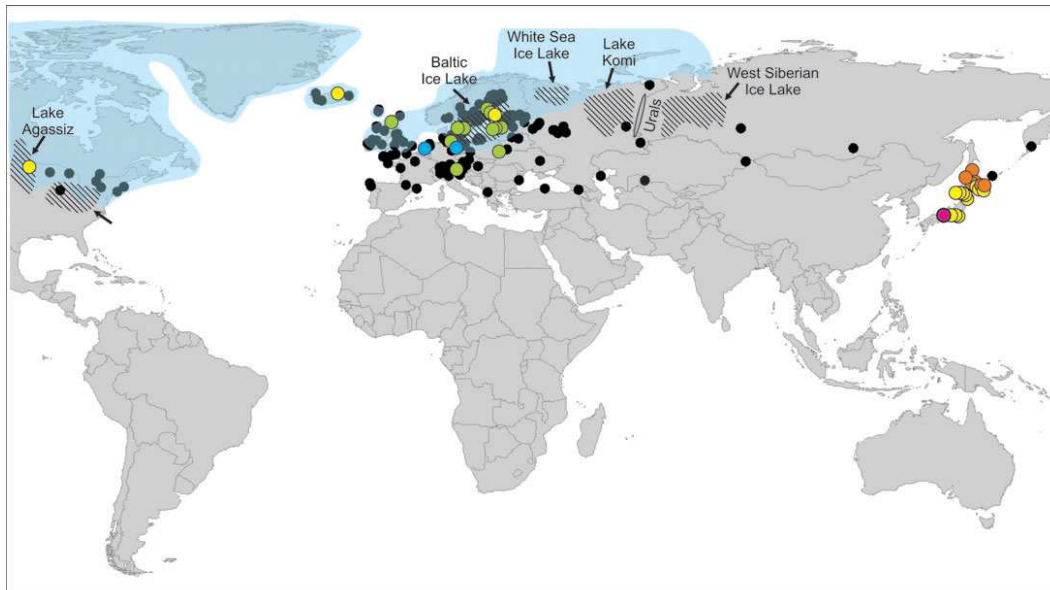 White Sea
Ice Lake
Lake
Komi
Baltic
Ice Lake
West Siberian
Ice Lake
Lake
Agassiz
Urals